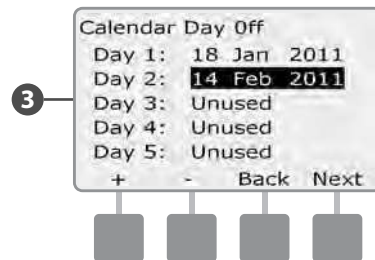 Calendar Day Off
Day 1: 18 Jan 2011
Day 2: 14 Feb 2011
3
Day 3: Unused
Day 4: Unused
Day 5: Unused
+ - Back Next